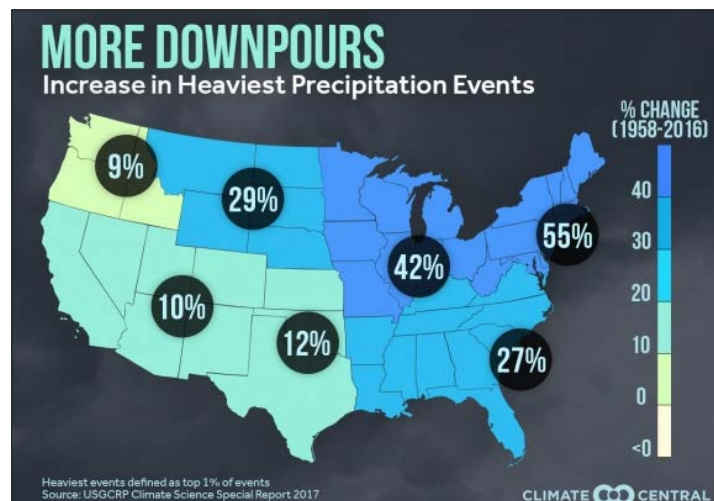 MORE DOWNPOURS
Increase in Heaviest Precipitation Events
% CHANGE
(1958-2016)
9%
29%
42%
55%
10%
12%
27%
40
30
20
10
0
<0
Heaviest events defined as top 1% of events
Source: USGCRP Climate Science Special Report 2017
CLIMATE CENTRAL